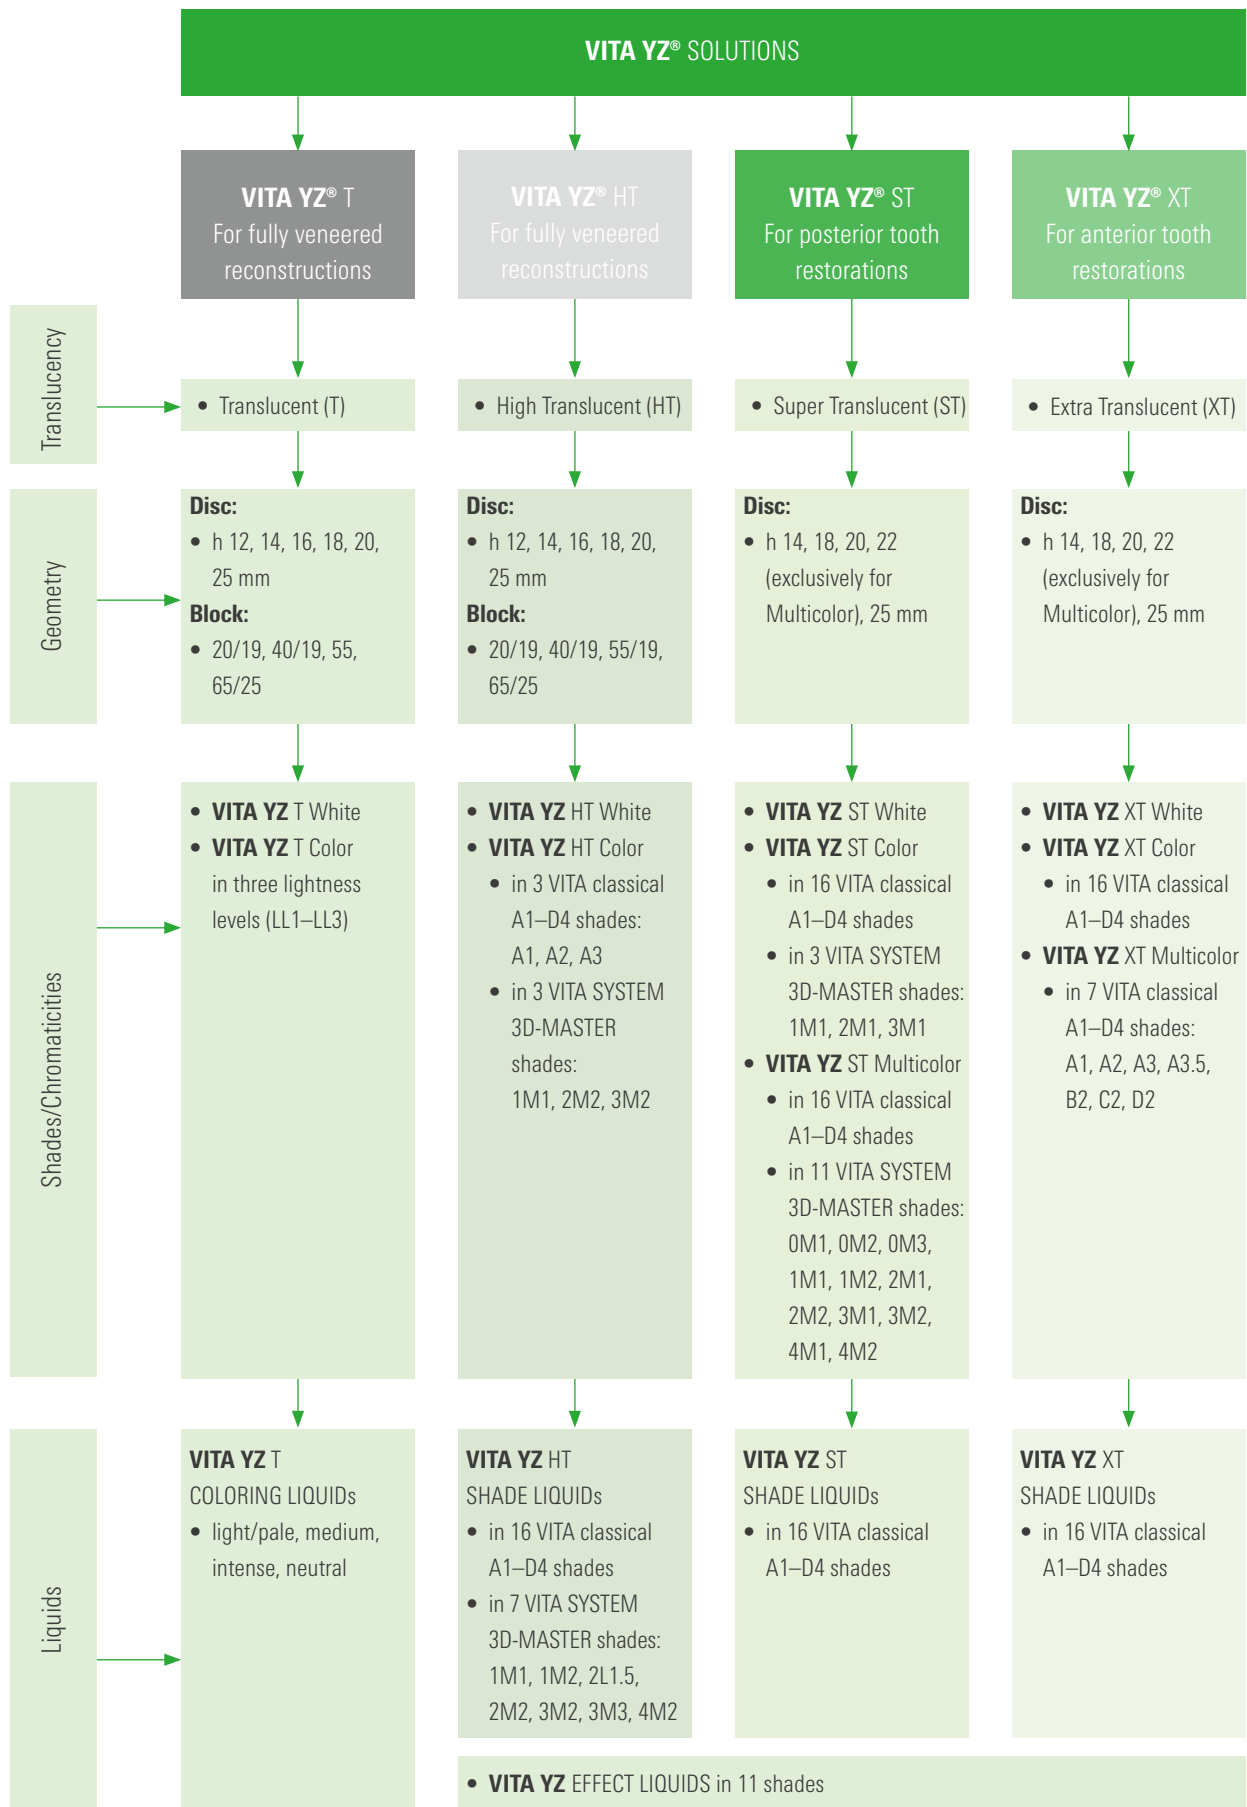 VITA YZ® SOLUTIONS
VITA YZ® T
For fully veneered
reconstructions
VITA YZ® HT
For fully veneered
reconstructions
VITA YZ® ST
For posterior tooth
restorations
VITA YZ® XT
For anterior tooth
restorations
Translucency
• Translucent (T)
• High Translucent (HT)
• Super Translucent (ST)
• Extra Translucent (XT)
Geometry
Disc:
• h 12, 14, 16, 18, 20,
25 mm
Block:
• 20/19, 40/19, 55,
65/25
Disc:
• h 12, 14, 16, 18, 20,
25 mm
Block:
• 20/19, 40/19, 55/19,
65/25
Disc:
• h 14, 18, 20, 22
(exclusively for
Multicolor), 25 mm
Disc:
• h 14, 18, 20, 22
(exclusively for
Multicolor), 25 mm
Shades/Chromaticities
• VITA YZ T White
• VITA YZ T Color
in three lightness
levels (LL1–LL3)
• VITA YZ HT White
• VITA YZ HT Color
• in 3 VITA classical
A1–D4 shades:
A1, A2, A3
• in 3 VITA SYSTEM
3D-MASTER
shades:
1M1, 2M2, 3M2
• VITA YZ ST White
• VITA YZ ST Color
• in 16 VITA classical
A1–D4 shades
• in 3 VITA SYSTEM
3D-MASTER shades:
1M1, 2M1, 3M1
• VITA YZ ST Multicolor
• in 16 VITA classical
A1–D4 shades
• in 11 VITA SYSTEM
3D-MASTER shades:
0M1, 0M2, 0M3,
1M1, 1M2, 2M1,
2M2, 3M1, 3M2,
4M1, 4M2
• VITA YZ XT White
• VITA YZ XT Color
• in 16 VITA classical
A1–D4 shades
• VITA YZ XT Multicolor
• in 7 VITA classical
A1–D4 shades:
A1, A2, A3, A3.5,
B2, C2, D2
Liquids
VITA YZ T
COLORING LIQUIDs
• light/pale, medium,
intense, neutral
VITA YZ HT
SHADE LIQUIDs
• in 16 VITA classical
A1–D4 shades
• in 7 VITA SYSTEM
3D-MASTER shades:
1M1, 1M2, 2L1.5,
2M2, 3M2, 3M3, 4M2
VITA YZ ST
SHADE LIQUIDs
• in 16 VITA classical
A1–D4 shades
VITA YZ XT
SHADE LIQUIDs
• in 16 VITA classical
A1–D4 shades
• VITA YZ EFFECT LIQUIDS in 11 shades